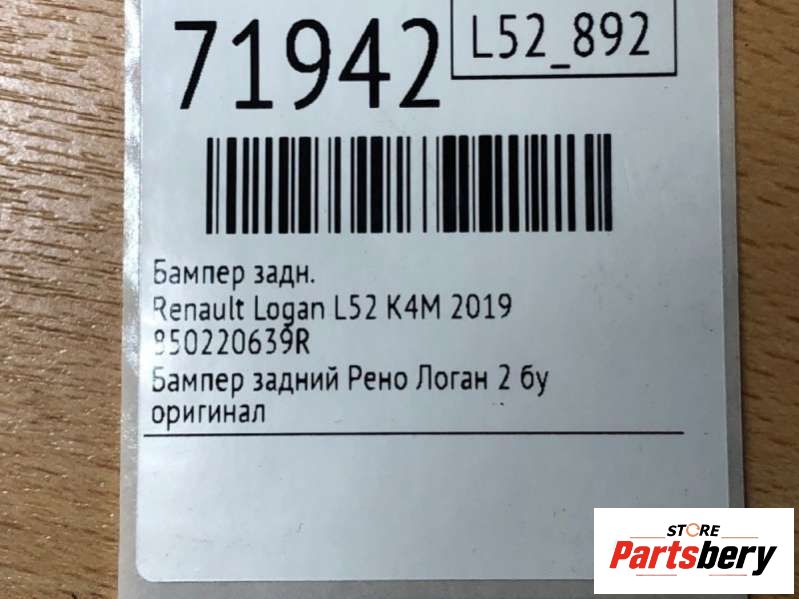 71942
L52_892
Бампер задн.
Renault Logan L52 K4M 2019
850220639R
Бампер задний Рено Логан 2 бу
оригинал
STORE
Partsbery